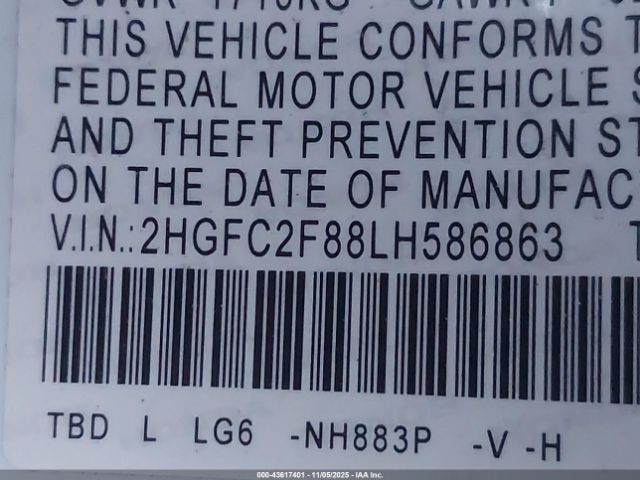 THIS VEHICLE CONFORMS T
FEDERAL MOTOR VEHICLE S
AND THEFT PREVENTION ST
ON THE DATE OF MANUFAC
V.I.N.:2HGFC2F88LH586863 T
TBD L LG6 -NH883P -V -H
000-43617401 - 11/05/2025 - IAA Inc.